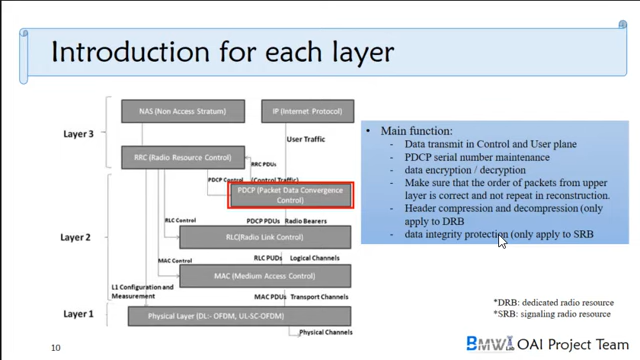 Introduction for each layer
NAS (Non Access Stratum)
IP (Internet Protocol)
Layer 3
User Traffic
RRC (Radio Resource Control)
RRC PDUs
PDCP Control
(Control Traffic)
PDCP (Packet Data Convergence
Control)
RLC Control
PDCP PDUs
Radio Bearers
Layer 2
RLC(Radio Link Control)
RLC PUDs
Logical Channels
MAC Control
MAC (Medium Access Control)
L1 Configuration and
Measurement
MAC PDUs
Transport Channels
Layer 1
Physical Layer (DL:- OFDM, UL-SC-OFDM)
Physical Channels
• Main function:
- Data transmit in Control and User plane
- PDCP serial number maintenance
- data encryption / decryption
- Make sure that the order of packets from upper
layer is correct and not repeat in reconstruction.
- Header compression and decompression (only
apply to DRB
- data integrity protection (only apply to SRB
*DRB: dedicated radio resource
*SRB: signaling radio resource
10
BMW OAI Project Team